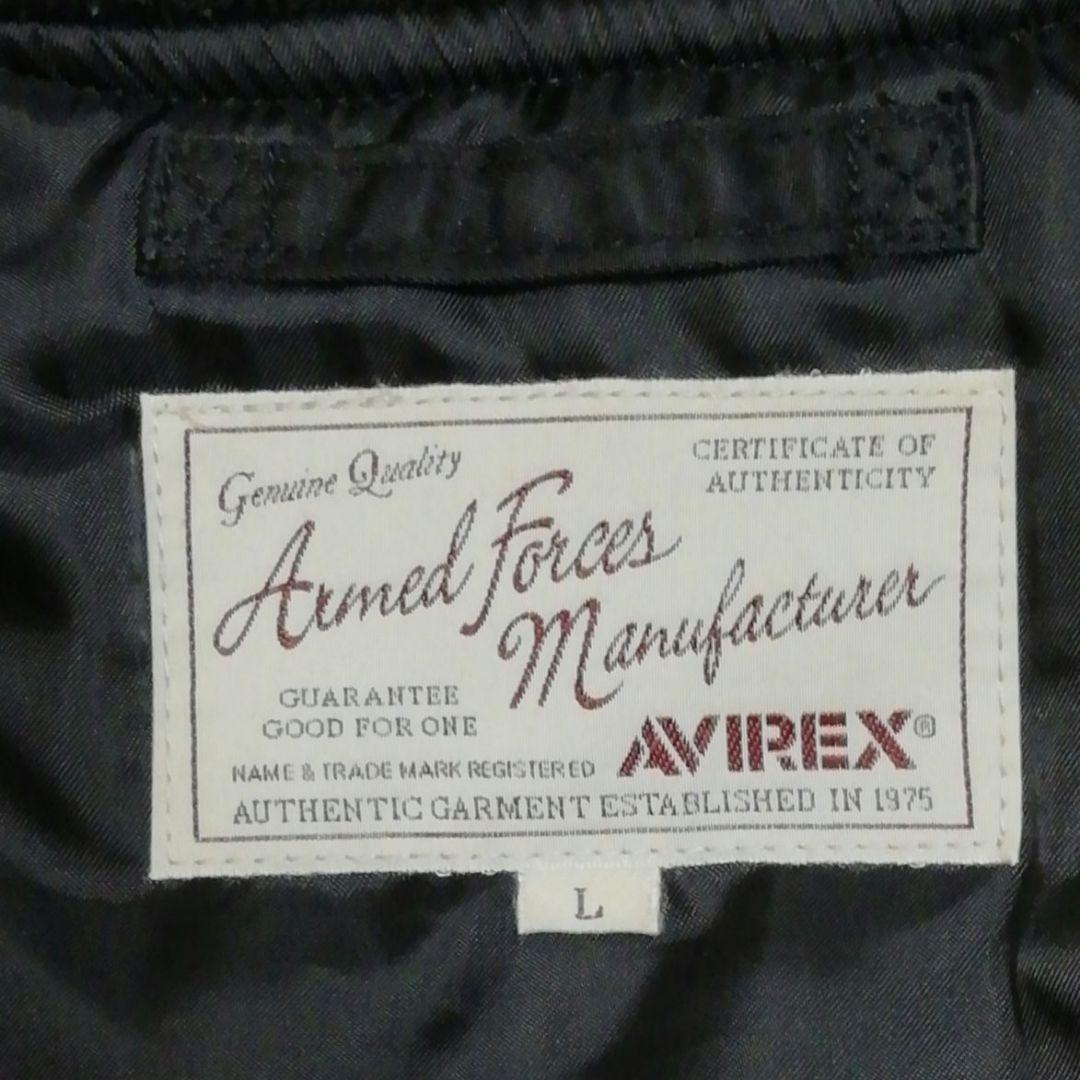 Genuine Quality
CERTIFICATE OF
AUTHENTICITY
Armed Forces
Manufacturer
GUARANTEE
GOOD FOR ONE
AVIREX®
NAME & TRADE MARK REGISTERED
AUTHENTIC GARMENT ESTABLISHED IN 1975
L